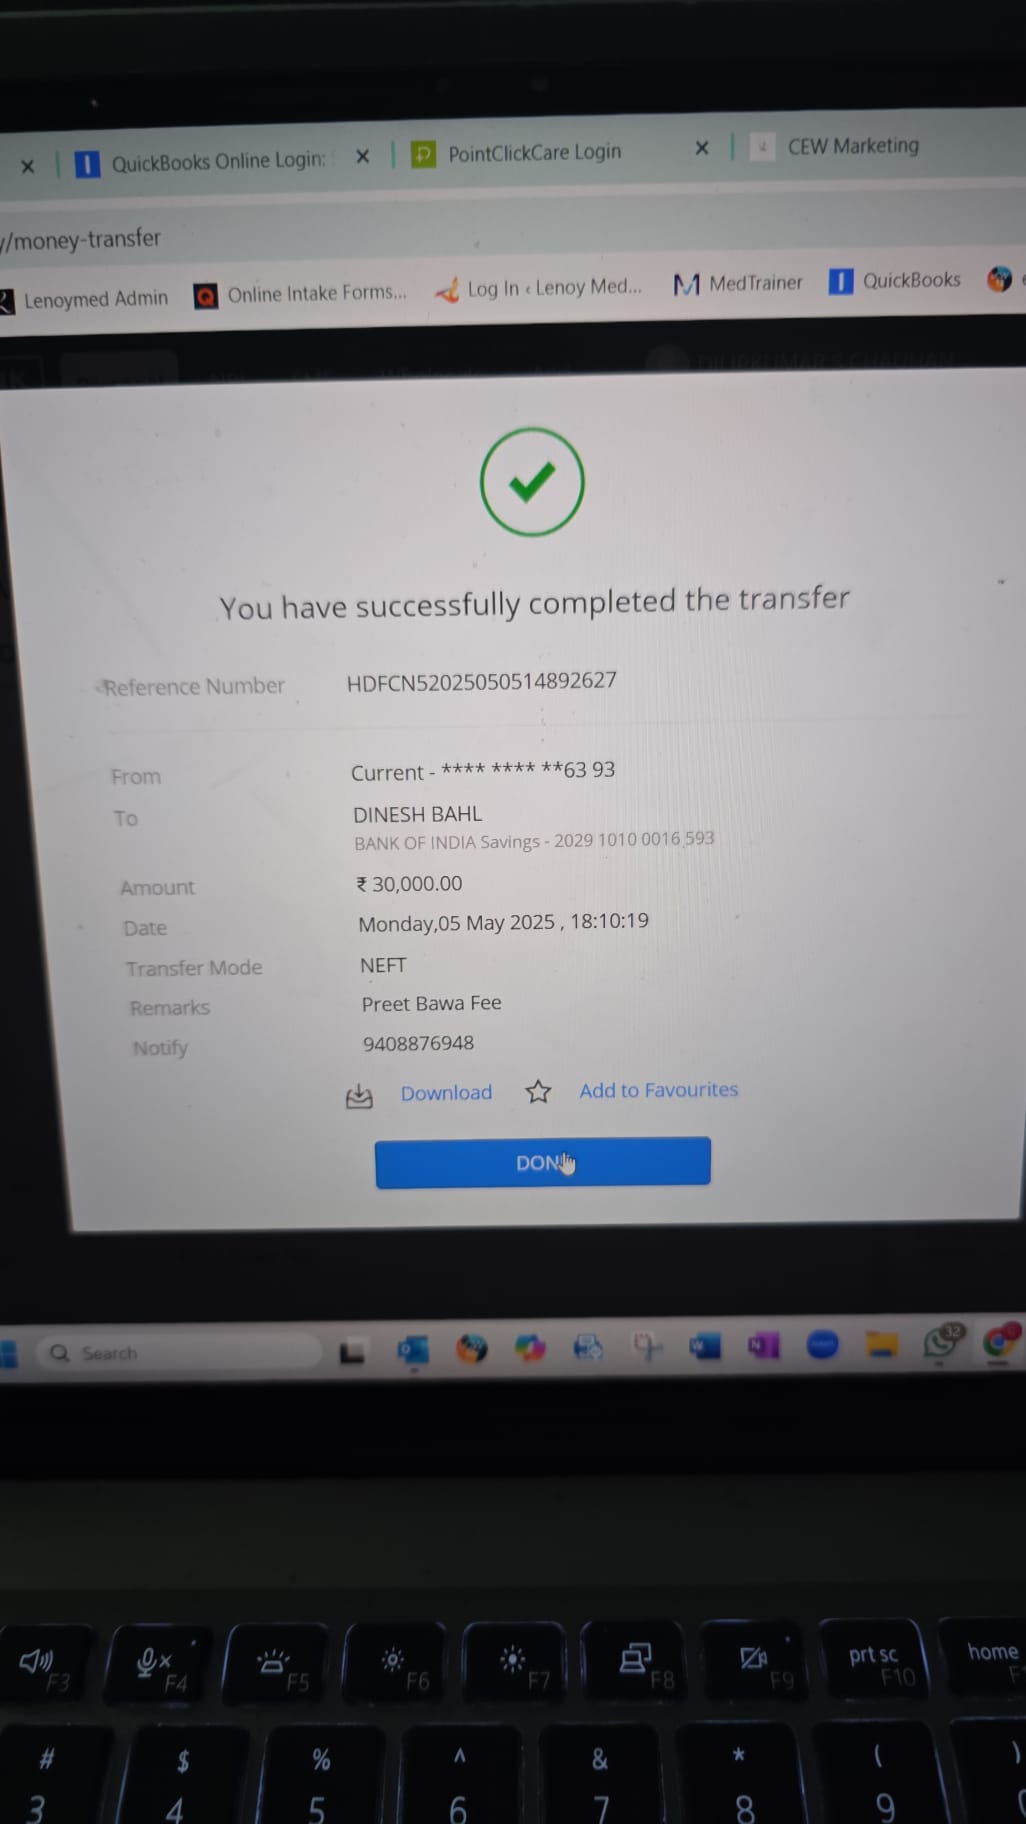 QuickBooks Online Login:
PointClickCare Login
CEW Marketing
/money-transfer
Lenoymed Admin
Online Intake Forms...
Log In ‹ Lenoy Med...
MedTrainer
QuickBooks
You have successfully completed the transfer
Reference Number HDFCN52025050514892627
From Current - **** **** **63 93
To DINESH BAHL
BANK OF INDIA Savings - 2029 1010 0016 593
Amount ₹ 30,000.00
Date Monday,05 May 2025 , 18:10:19
Transfer Mode NEFT
Remarks Preet Bawa Fee
Notify 9408876948
Download Add to Favourites
Search
32
F3 F4 F5 F6 F7 F8 F9 prt sc F10 home
# $ % ^ & * ( )
3 4 5 6 7 8 9